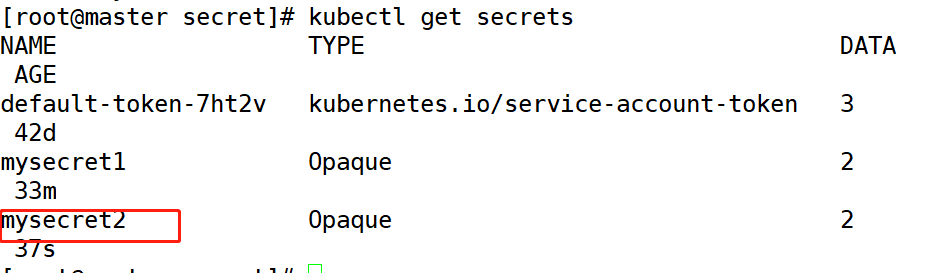 [root@master secret]# kubectl get secrets
NAME                  TYPE                                  DATA
 AGE
default-token-7ht2v   kubernetes.io/service-account-token   3
 42d
mysecret1             Opaque                                2
 33m
mysecret2             Opaque                                2
 37s